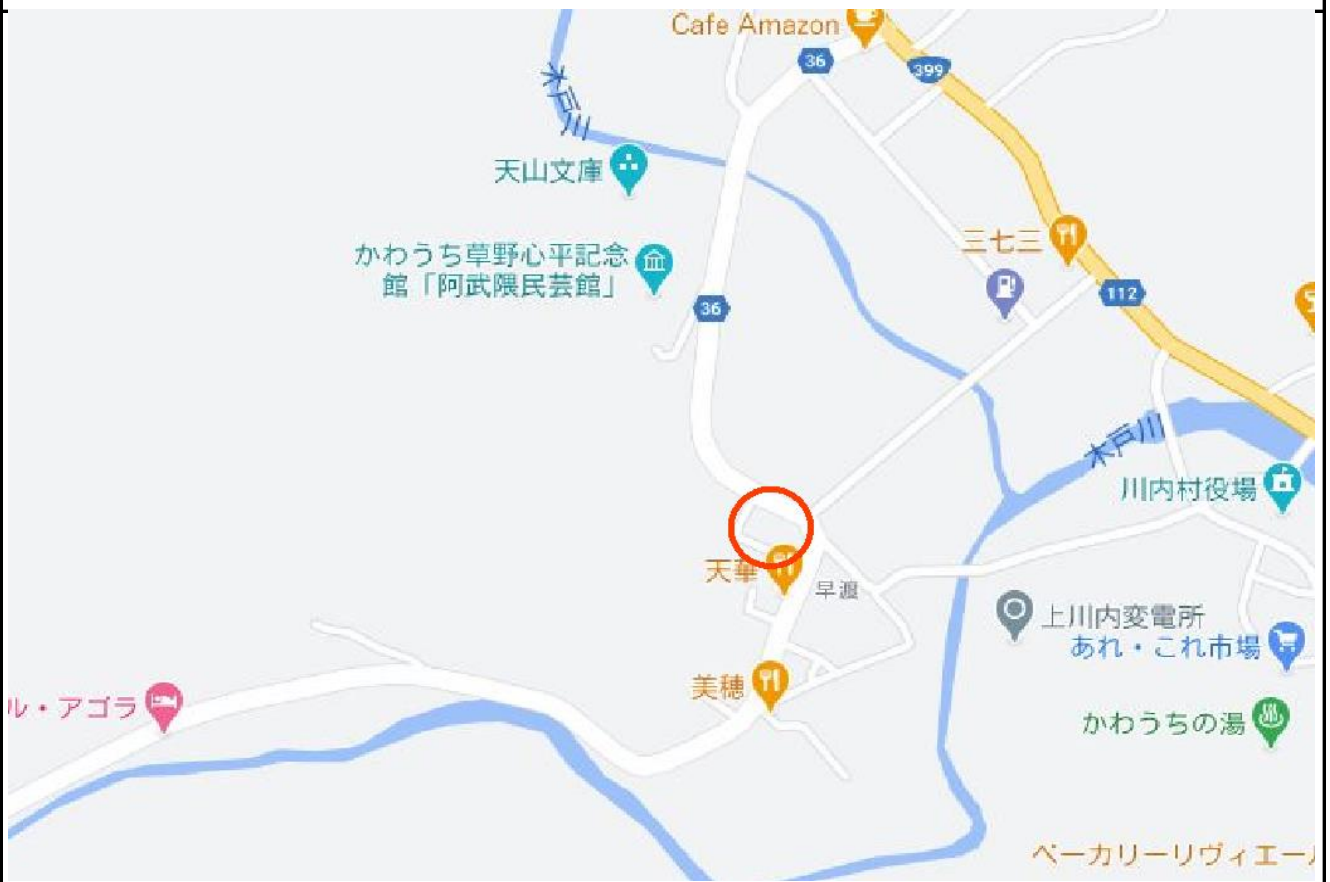 Cafe Amazon
36
399
木戸川
天山文庫
三七三
かわうち草野心平記念
館「阿武隈民芸館」
112
36
木戸川
川内村役場
天華
早渡
上川内変電所
あれ・これ市場
美穂
ル・アゴラ
かわうちの湯
ベーカリーリヴィエール